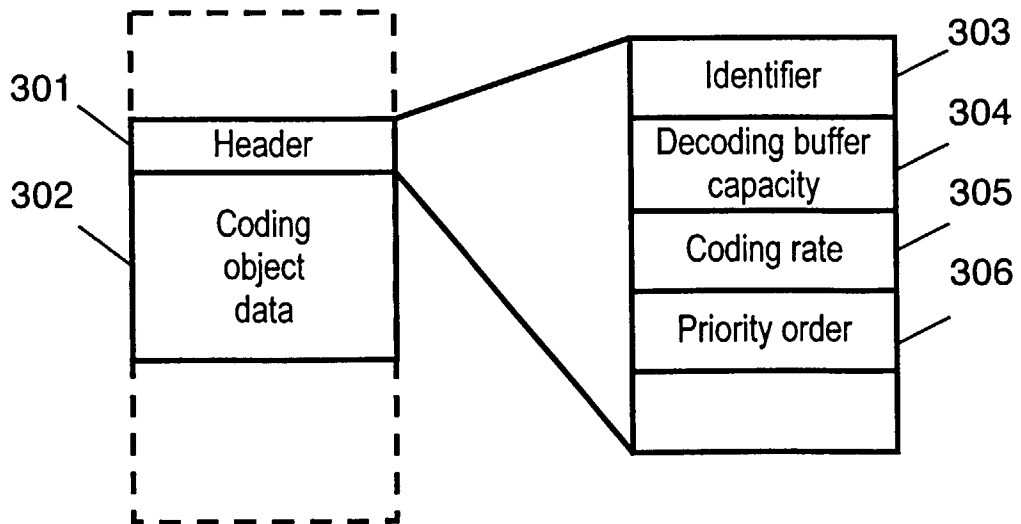 301
Header
302
Coding
object
data
303
Identifier
304
Decoding buffer
capacity
305
Coding rate
306
Priority order